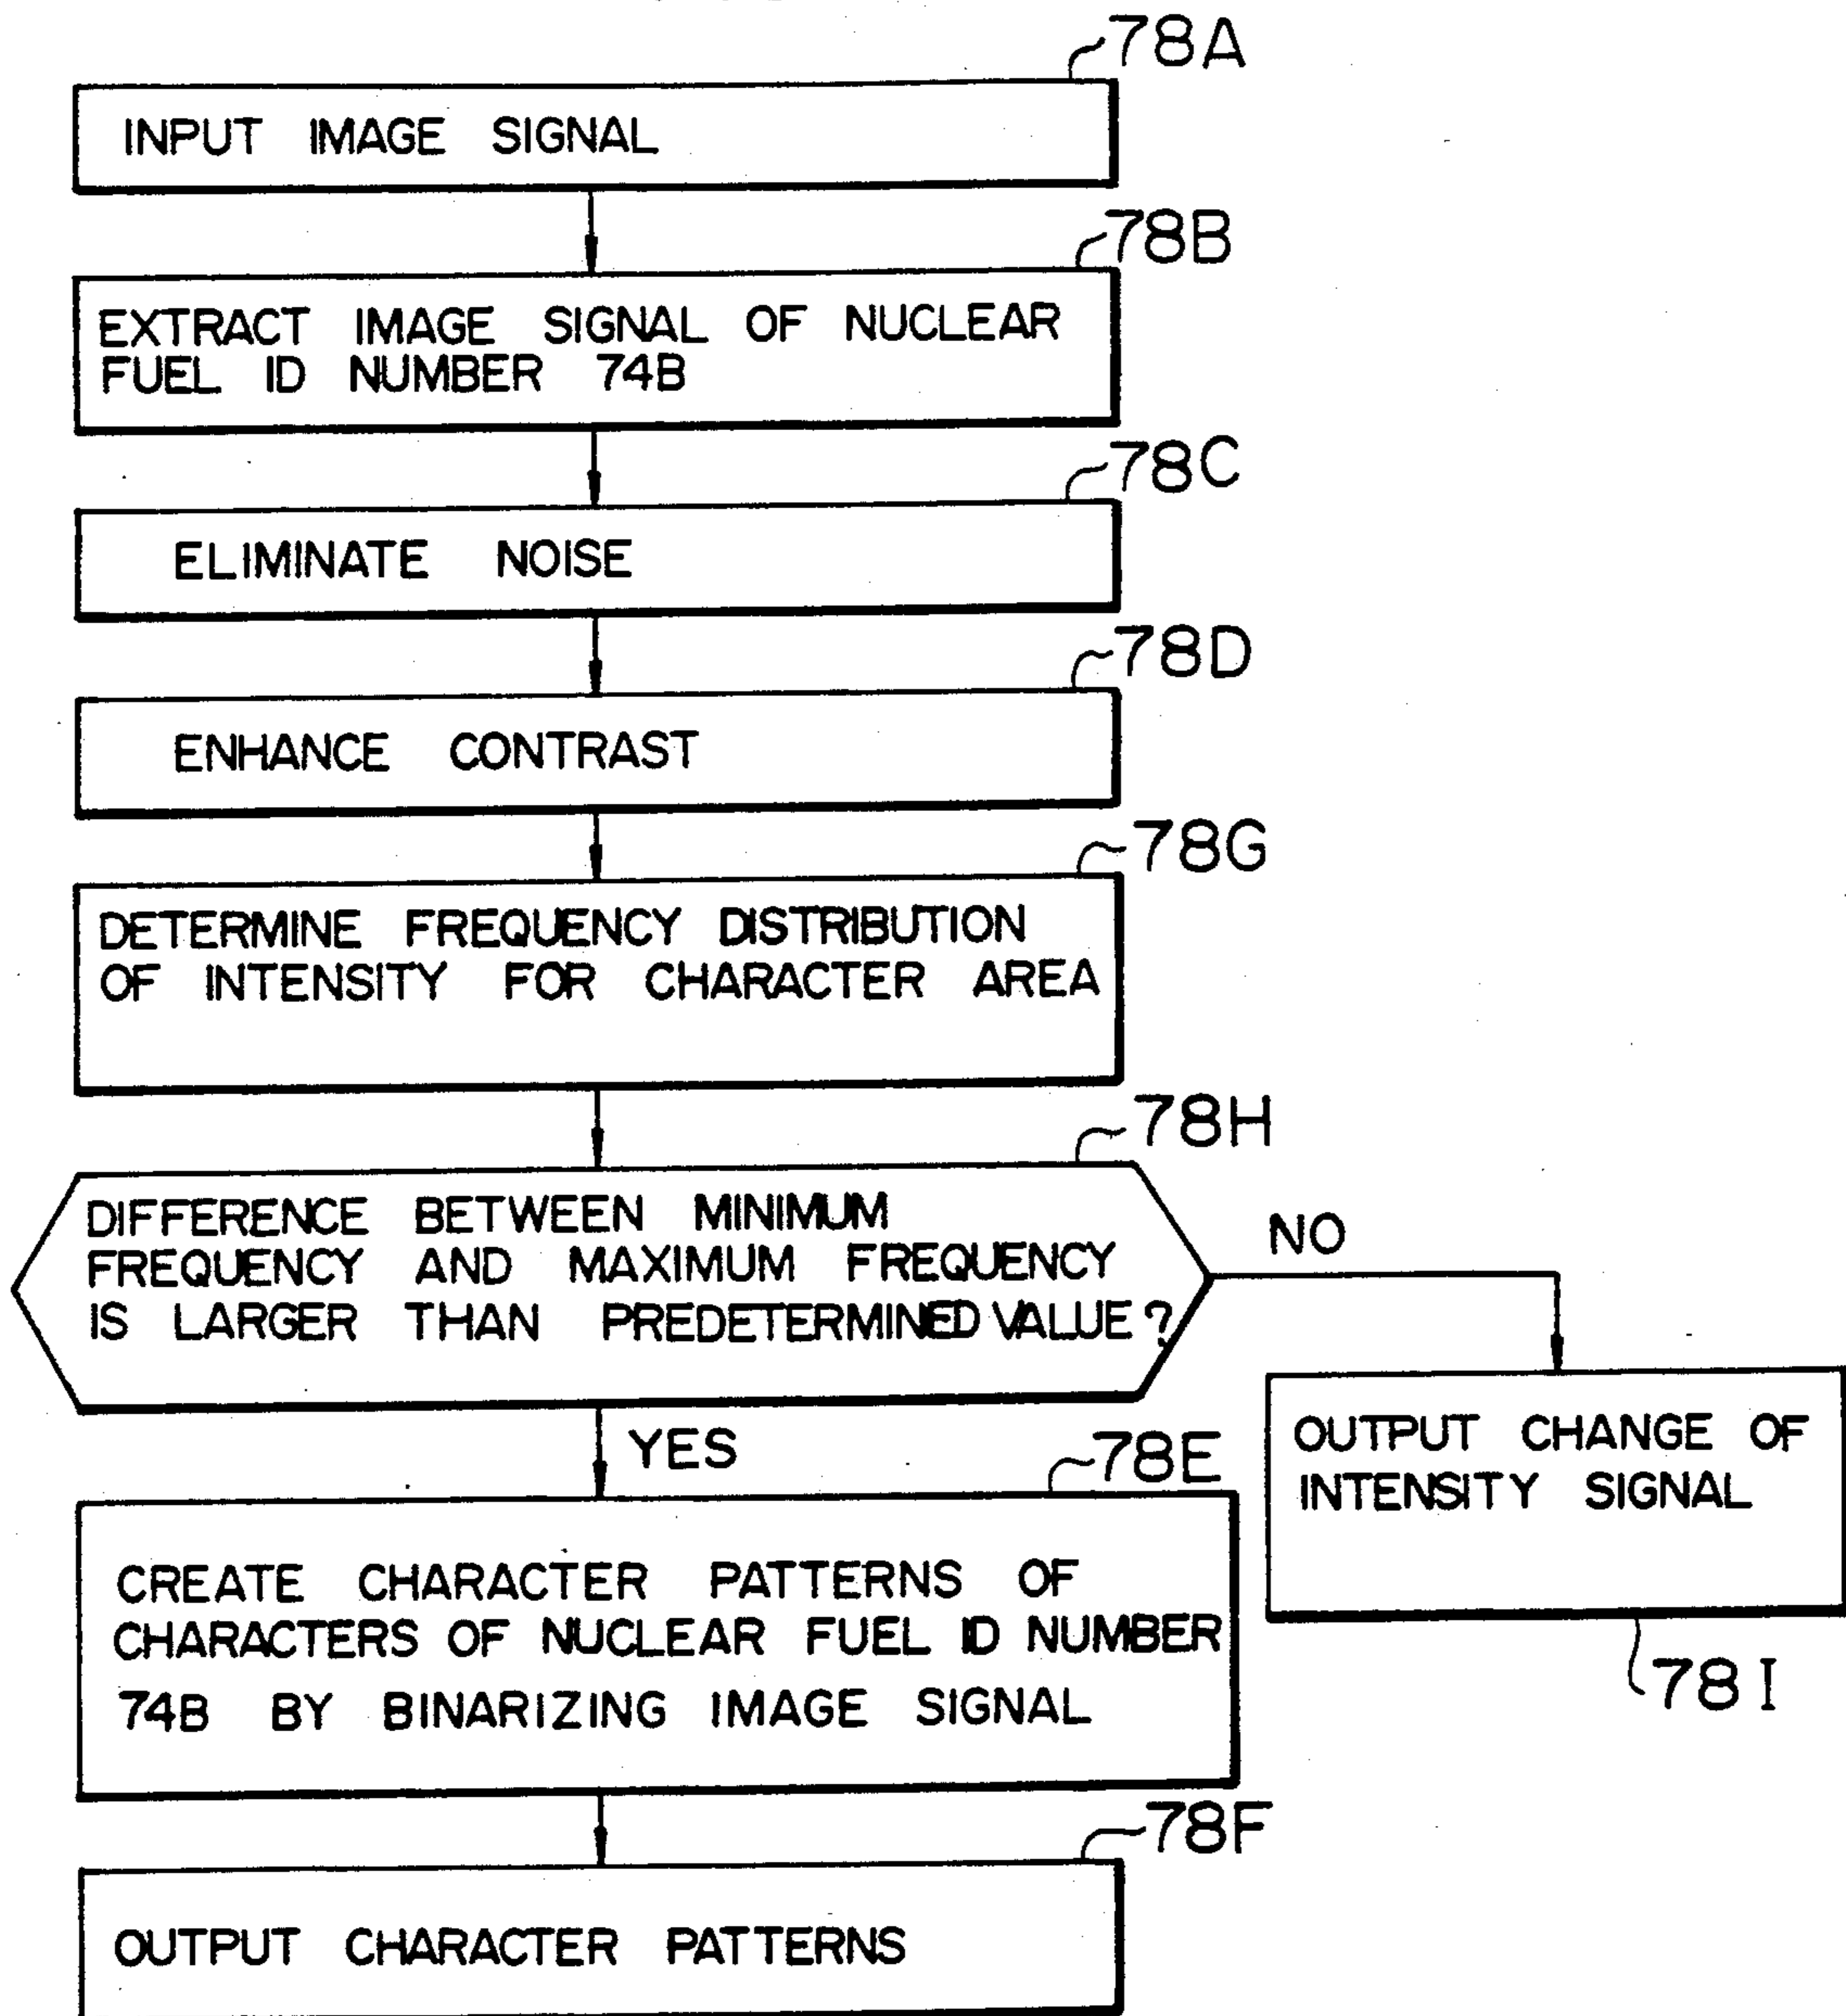 78A
INPUT IMAGE SIGNAL
78B
EXTRACT IMAGE SIGNAL OF NUCLEAR
FUEL ID NUMBER 74B
78C
ELIMINATE NOISE
78D
ENHANCE CONTRAST
78G
DETERMINE FREQUENCY DISTRIBUTION
OF INTENSITY FOR CHARACTER AREA
78H
DIFFERENCE BETWEEN MINIMUM
FREQUENCY AND MAXIMUM FREQUENCY
IS LARGER THAN PREDETERMINED VALUE?
NO
YES
OUTPUT CHANGE OF
INTENSITY SIGNAL
78I
78E
CREATE CHARACTER PATTERNS OF
CHARACTERS OF NUCLEAR FUEL ID NUMBER
74B BY BINARIZING IMAGE SIGNAL
78F
OUTPUT CHARACTER PATTERNS